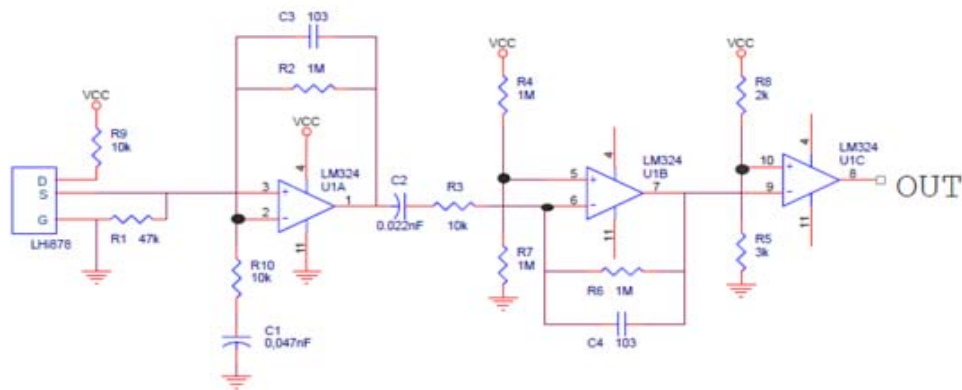 C3 103
R2 1M
VCC
R9
10k
D
S
G
LHi878
R1 47k
VCC
4
3
2
+
-
LM324
U1A
1
11
R10
10k
C1
0,047nF
C2
0.022nF
R3
10k
VCC
R4
1M
R7
1M
5
6
+
-
4
LM324
U1B
7
11
R6 1M
C4 103
VCC
R8
2k
R5
3k
10
9
+
-
4
LM324
U1C
8
11
OUT